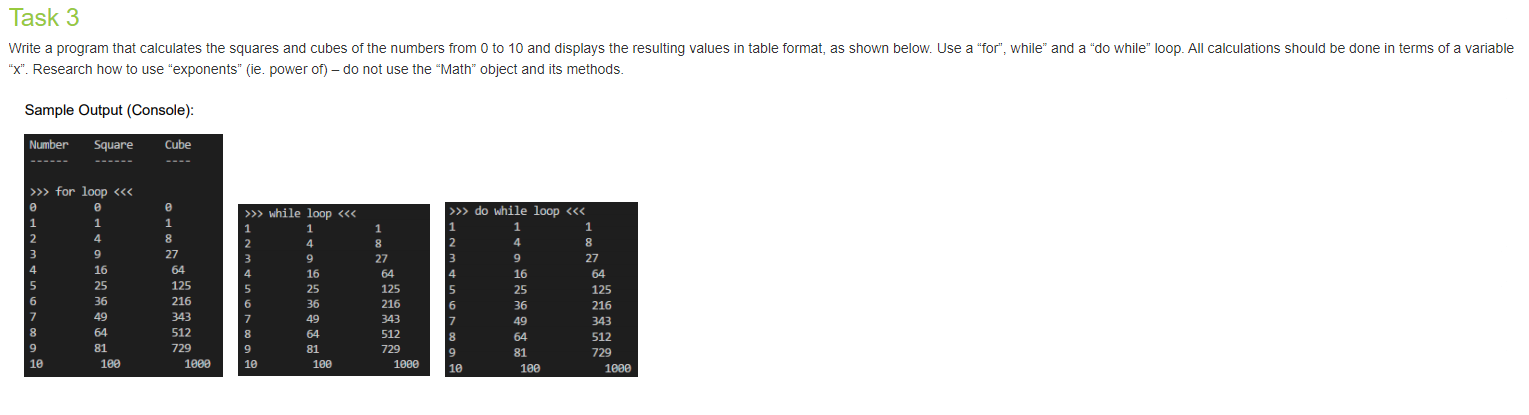 Task 3
Write a program that calculates the squares and cubes of the numbers from 0 to 10 and displays the resulting values in table format, as shown below. Use a “for”, while” and a “do while” loop. All calculations should be done in terms of a variable
“x”. Research how to use “exponents” (ie. power of) – do not use the “Math” object and its methods.
Sample Output (Console):
Number Square Cube
------ ------ ----
>>> for loop <<<
0 0 0
1 1 1
2 4 8
3 9 27
4 16 64
5 25 125
6 36 216
7 49 343
8 64 512
9 81 729
10 100 1000
>>> while loop <<<
1 1 1
2 4 8
3 9 27
4 16 64
5 25 125
6 36 216
7 49 343
8 64 512
9 81 729
10 100 1000
>>> do while loop <<<
1 1 1
2 4 8
3 9 27
4 16 64
5 25 125
6 36 216
7 49 343
8 64 512
9 81 729
10 100 1000